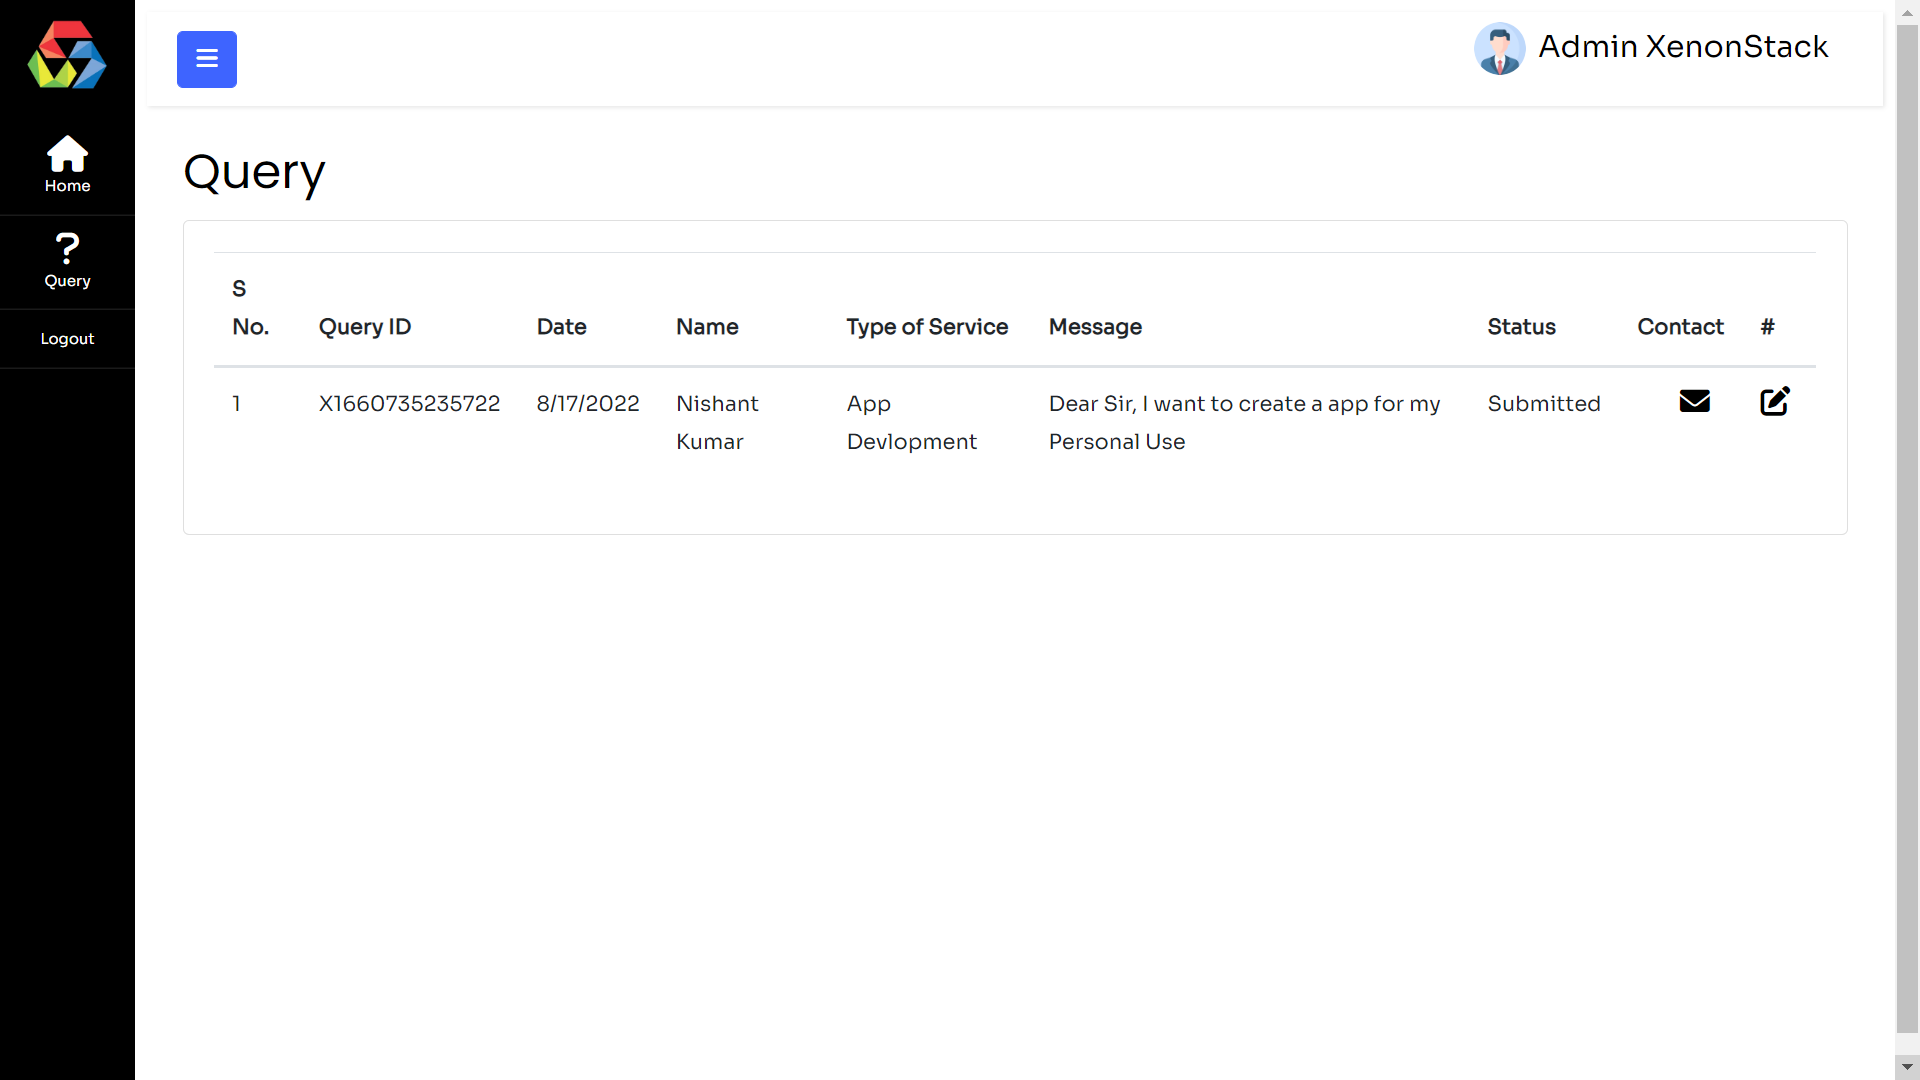 Admin XenonStack
Home
Query
Logout
Query
S
No. Query ID Date Name Type of Service Message Status Contact #
1 X1660735235722 8/17/2022 Nishant App Dear Sir, I want to create a app for my Submitted
Kumar Devlopment Personal Use